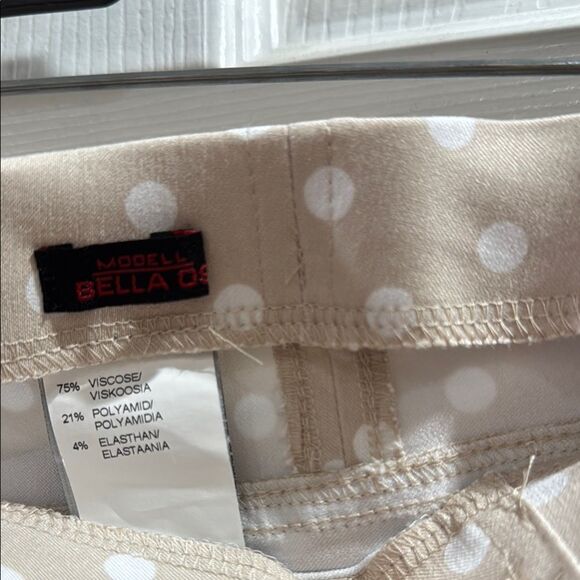 MODELL
BELLA OS
75% VISCOSE/
VISKOOSIA
21% POLYAMID/
POLYAMIDIA
4% ELASTHAN/
ELASTAANIA